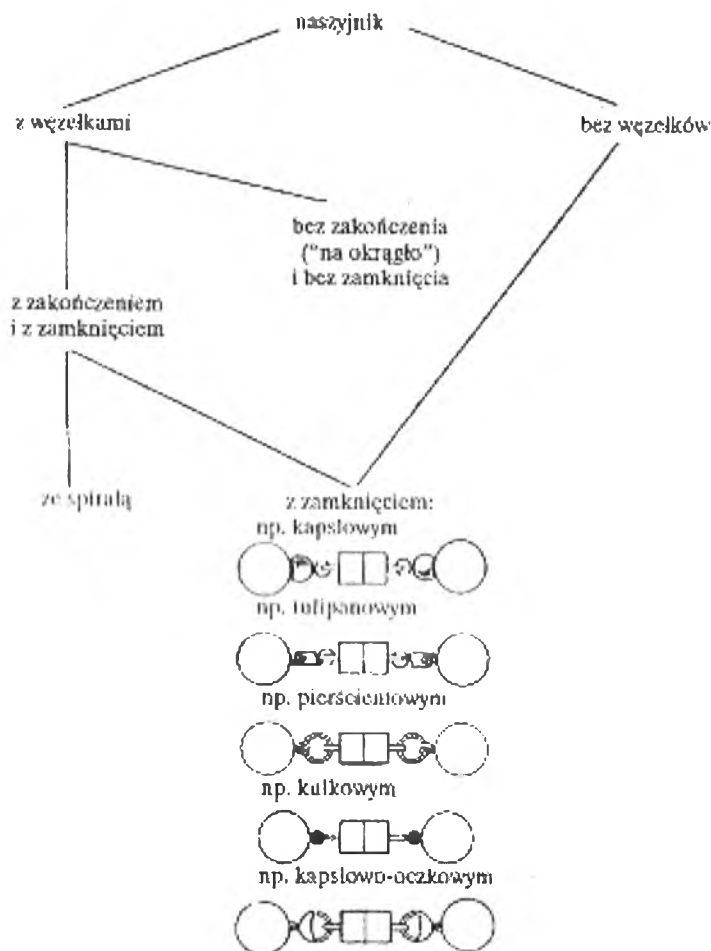 naszyjnik
z węzełkami
bez węzełków
bez zakończenia
("na okrągło")
i bez zamknięcia
z zakończeniem
i z zamknięciem
ze spiralą
z zamknięciem:
np. kapslowym
np. tulipanowym
np. pierścieniowym
np. kulkowym
np. kapslowo-oczkowym